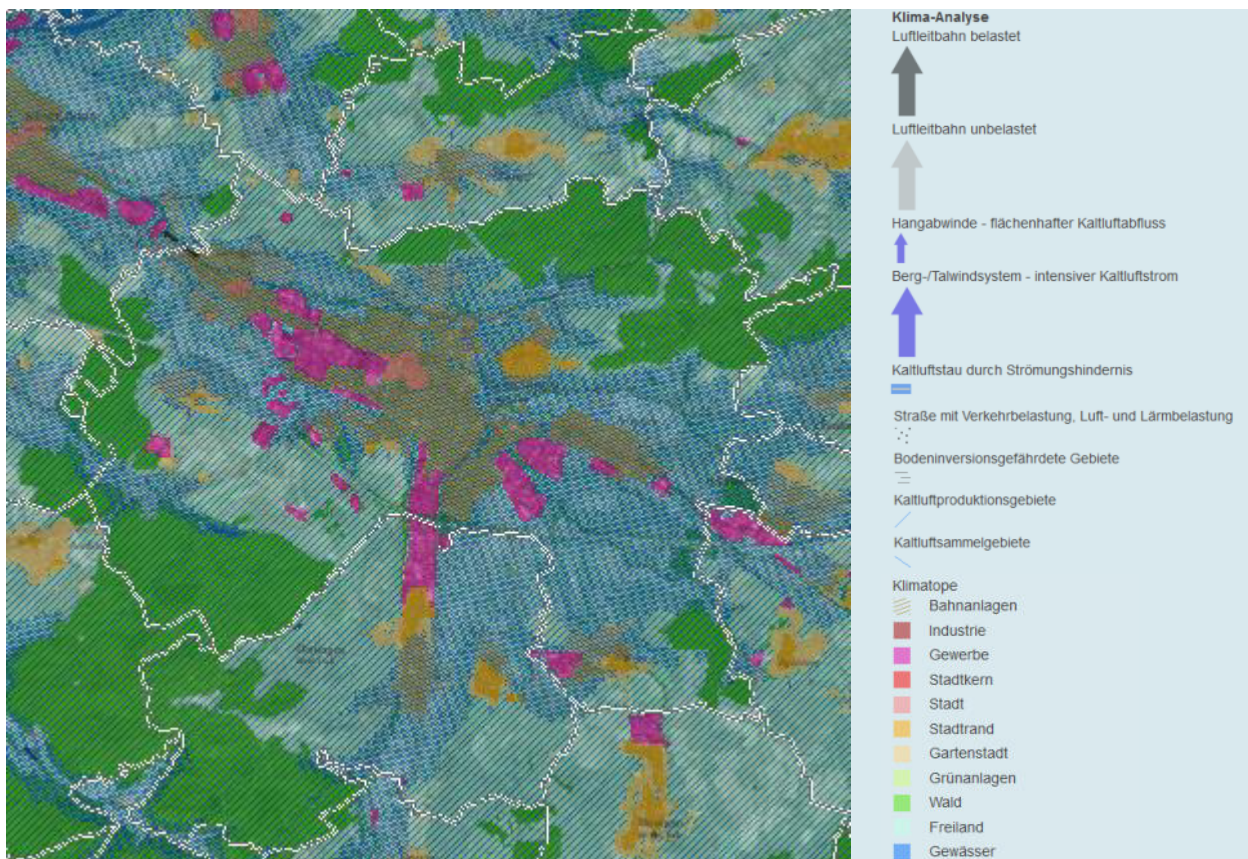 Klima-Analyse
Luftleitbahn belastet
Luftleitbahn unbelastet
Hangabwinde - flächenhafter Kaltluftabfluss
Berg-/Talwindsystem - intensiver Kaltluftstrom
Kaltluftstau durch Strömungshindernis
Straße mit Verkehrbelastung, Luft- und Lärmbelastung
Bodeninversionsgefährdete Gebiete
Kaltluftproduktionsgebiete
Kaltluftsammelgebiete
Klimatope
Bahnanlagen
Industrie
Gewerbe
Stadtkern
Stadt
Stadtrand
Gartenstadt
Grünanlagen
Wald
Freiland
Gewässer